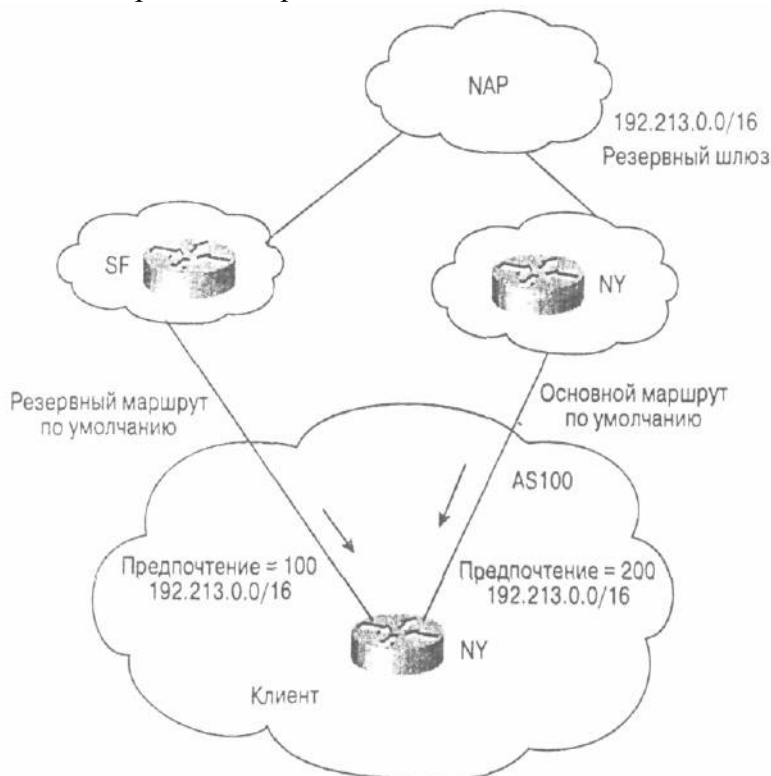 NAP
192.213.0.0/16
Резервный шлюз
SF
NY
Резервный маршрут
по умолчанию
Основной маршрут
по умолчанию
AS100
Предпочтение = 100
192.213.0.0/16
Предпочтение = 200
192.213.0.0/16
NY
Клиент